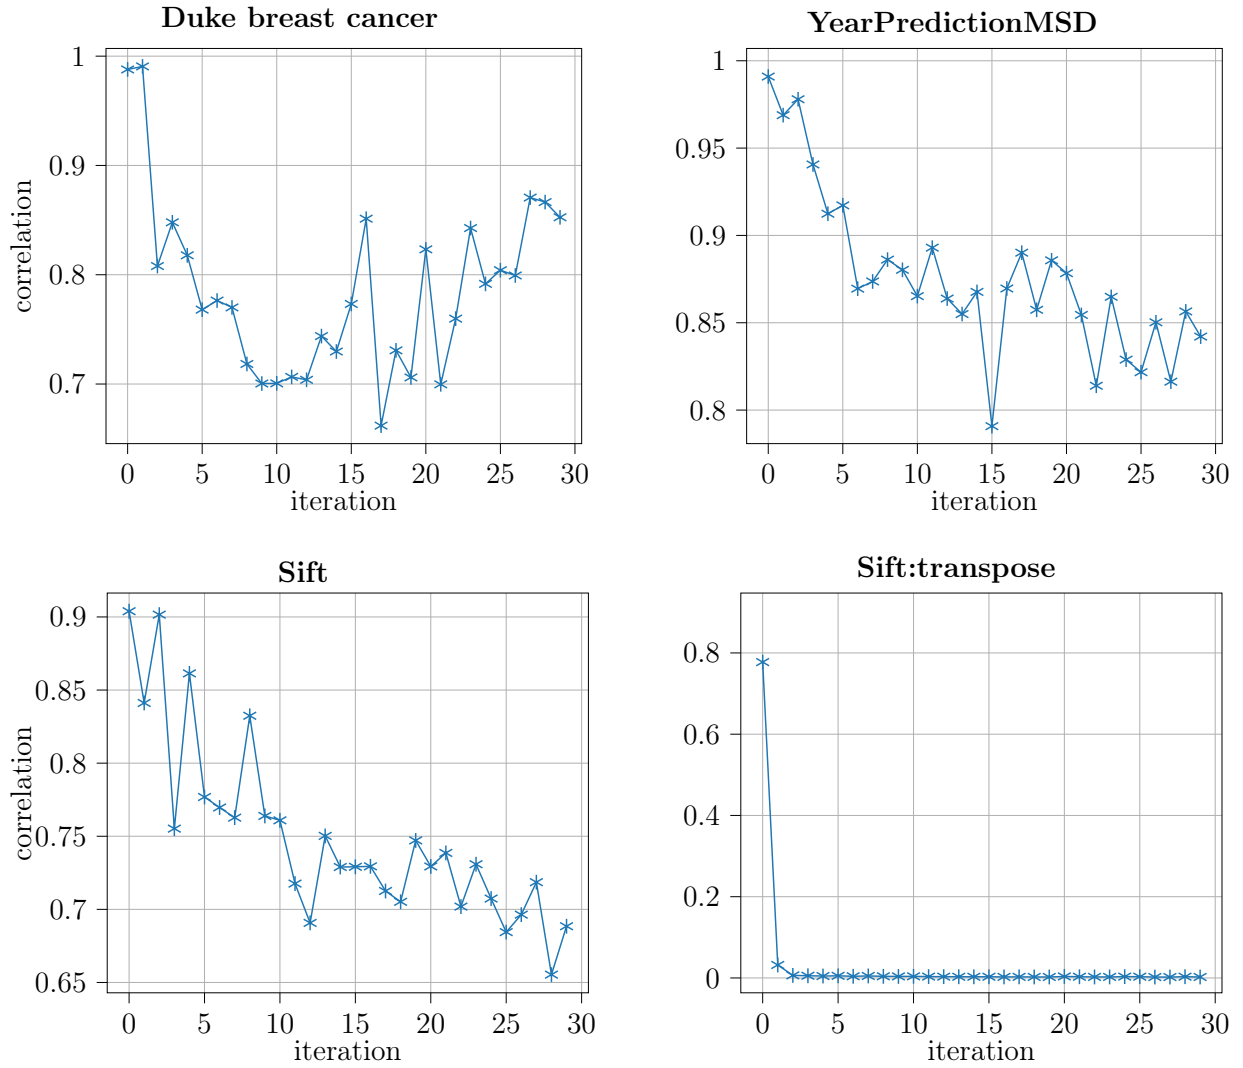 Duke breast cancer
1
0.9
0.8
0.7
correlation
0 5 10 15 20 25 30
iteration
YearPredictionMSD
1
0.95
0.9
0.85
0.8
0 5 10 15 20 25 30
iteration
Sift
0.9
0.85
0.8
0.75
0.7
0.65
correlation
0 5 10 15 20 25 30
iteration
Sift:transpose
0.8
0.6
0.4
0.2
0
0 5 10 15 20 25 30
iteration